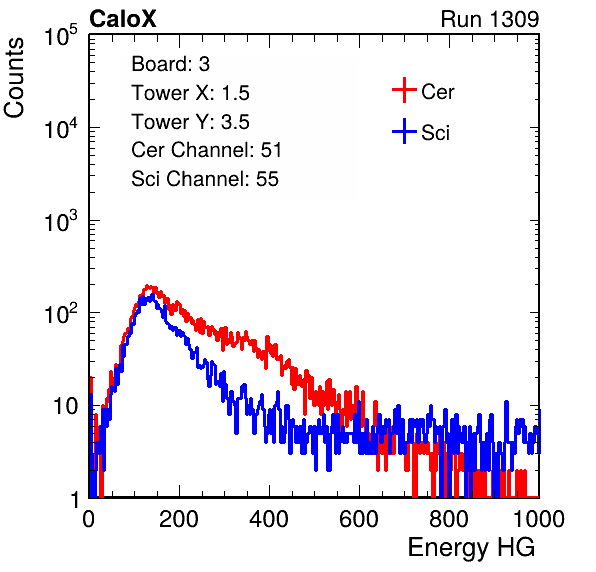 CaloX Run 1309
Board: 3
Tower X: 1.5
Tower Y: 3.5
Cer Channel: 51
Sci Channel: 55
Cer
Sci
Counts
10^5
10^4
10^3
10^2
10
1
0 200 400 600 800 1000
Energy HG